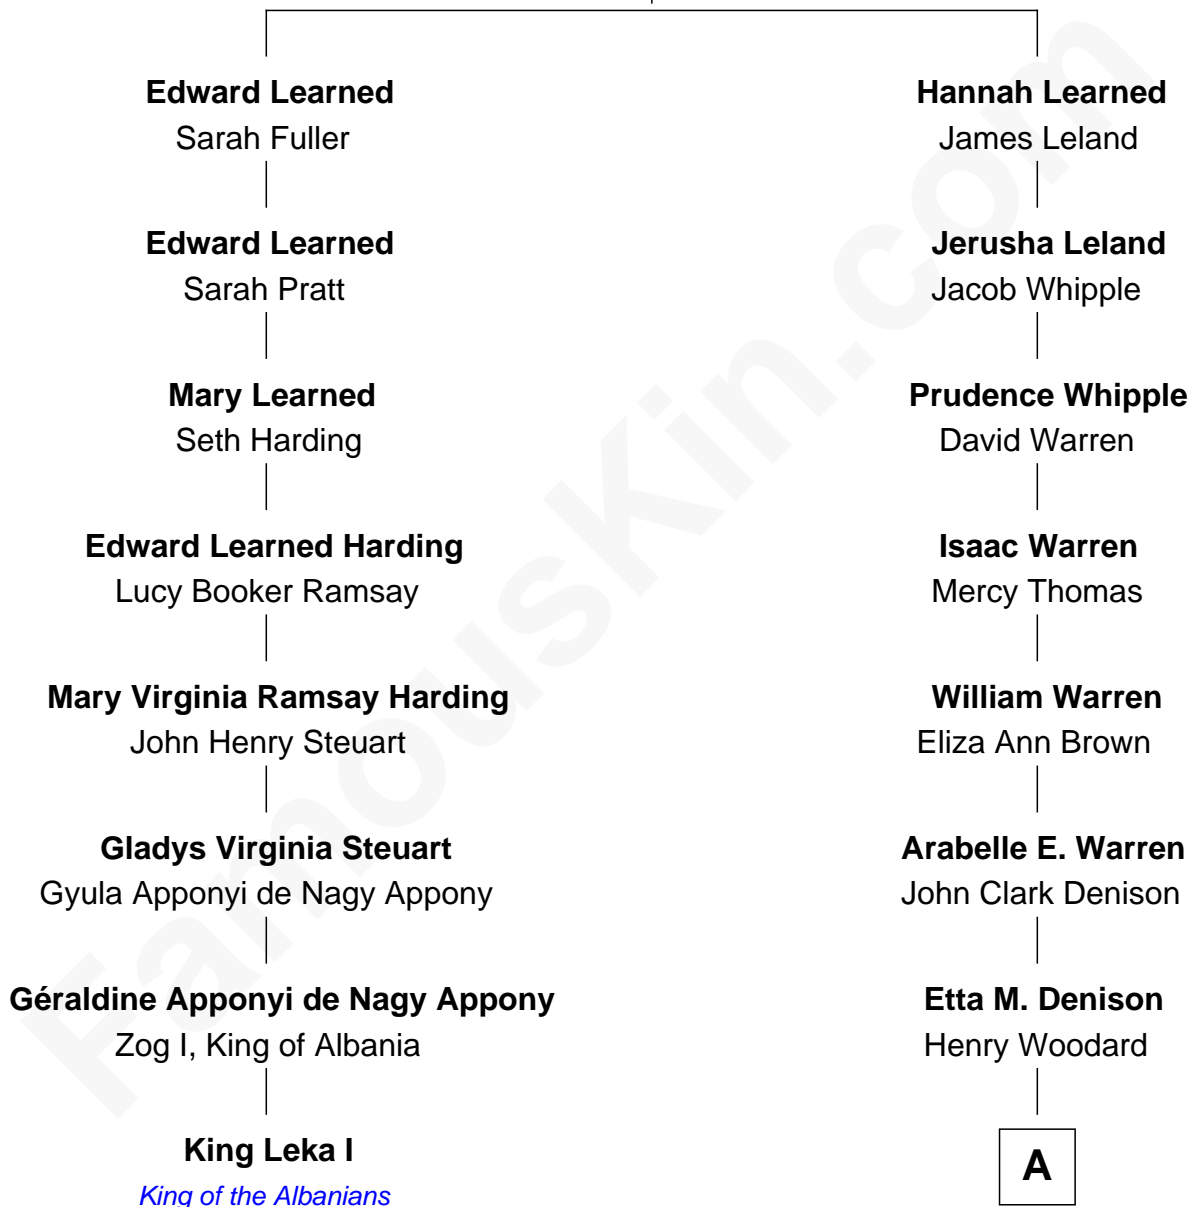 Edward Learned
Sarah Fuller
Edward Learned
Sarah Pratt
Mary Learned
Seth Harding
Edward Learned Harding
Lucy Booker Ramsay
Mary Virginia Ramsay Harding
John Henry Steuart
Gladys Virginia Steuart
Gyula Apponyi de Nagy Appony
Géraldine Apponyi de Nagy Appony
Zog I, King of Albania
King Leka I
King of the Albanians
Hannah Learned
James Leland
Jerusha Leland
Jacob Whipple
Prudence Whipple
David Warren
Isaac Warren
Mercy Thomas
William Warren
Eliza Ann Brown
Arabelle E. Warren
John Clark Denison
Etta M. Denison
Henry Woodard
A
FamousKin.com